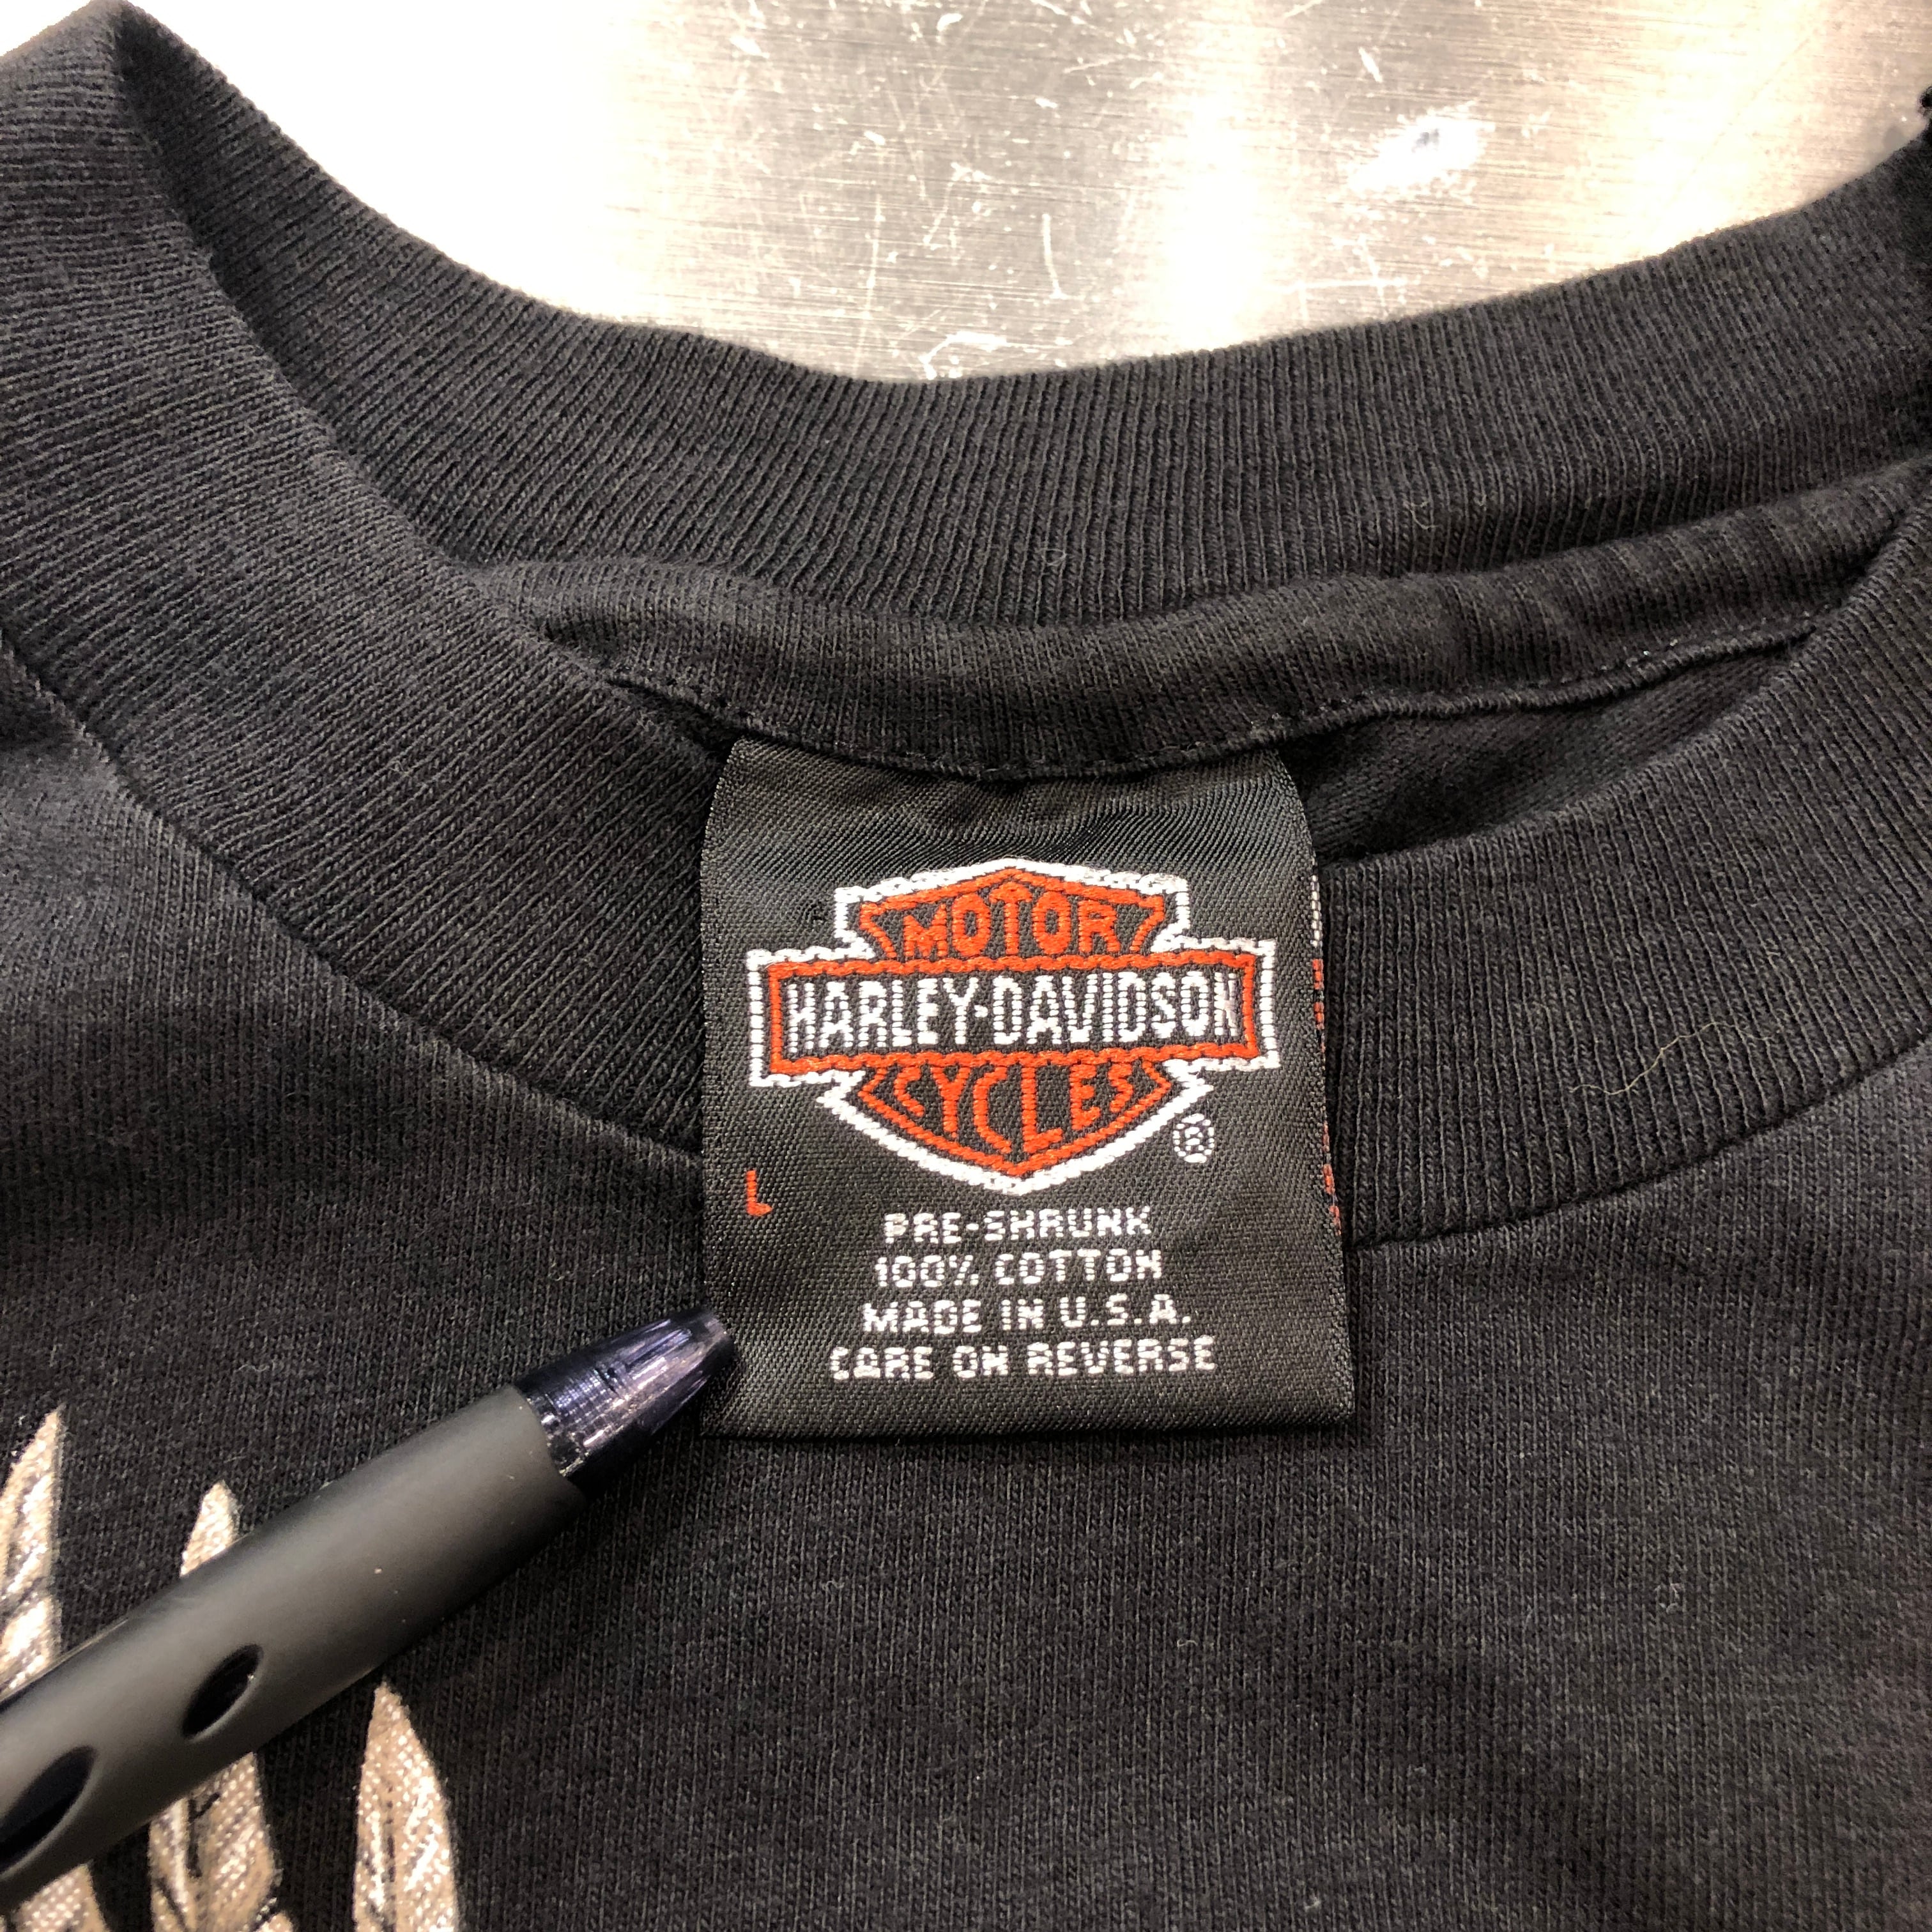 MOTOR
HARLEY-DAVIDSON
CYCLES
®
L
PRE-SHRUNK
100% COTTON
MADE IN U.S.A.
CARE ON REVERSE